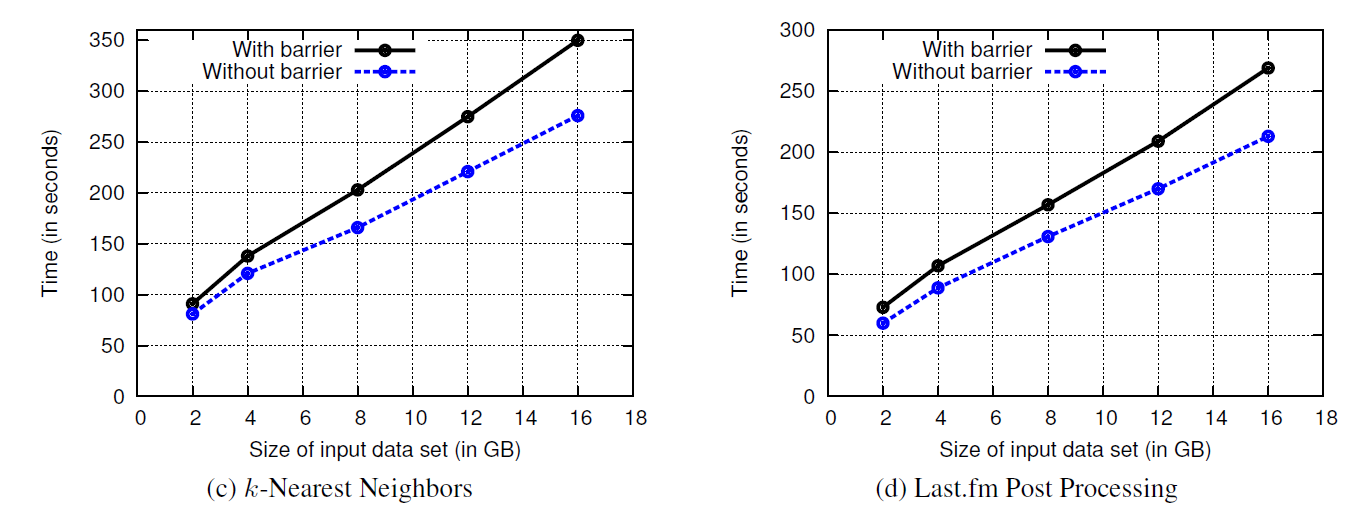 With barrier
Without barrier
350
300
250
200
150
100
50
0
Time (in seconds)
0 2 4 6 8 10 12 14 16 18
Size of input data set (in GB)
(c) k-Nearest Neighbors
With barrier
Without barrier
300
250
200
150
100
50
0
Time (in seconds)
0 2 4 6 8 10 12 14 16 18
Size of input data set (in GB)
(d) Last.fm Post Processing